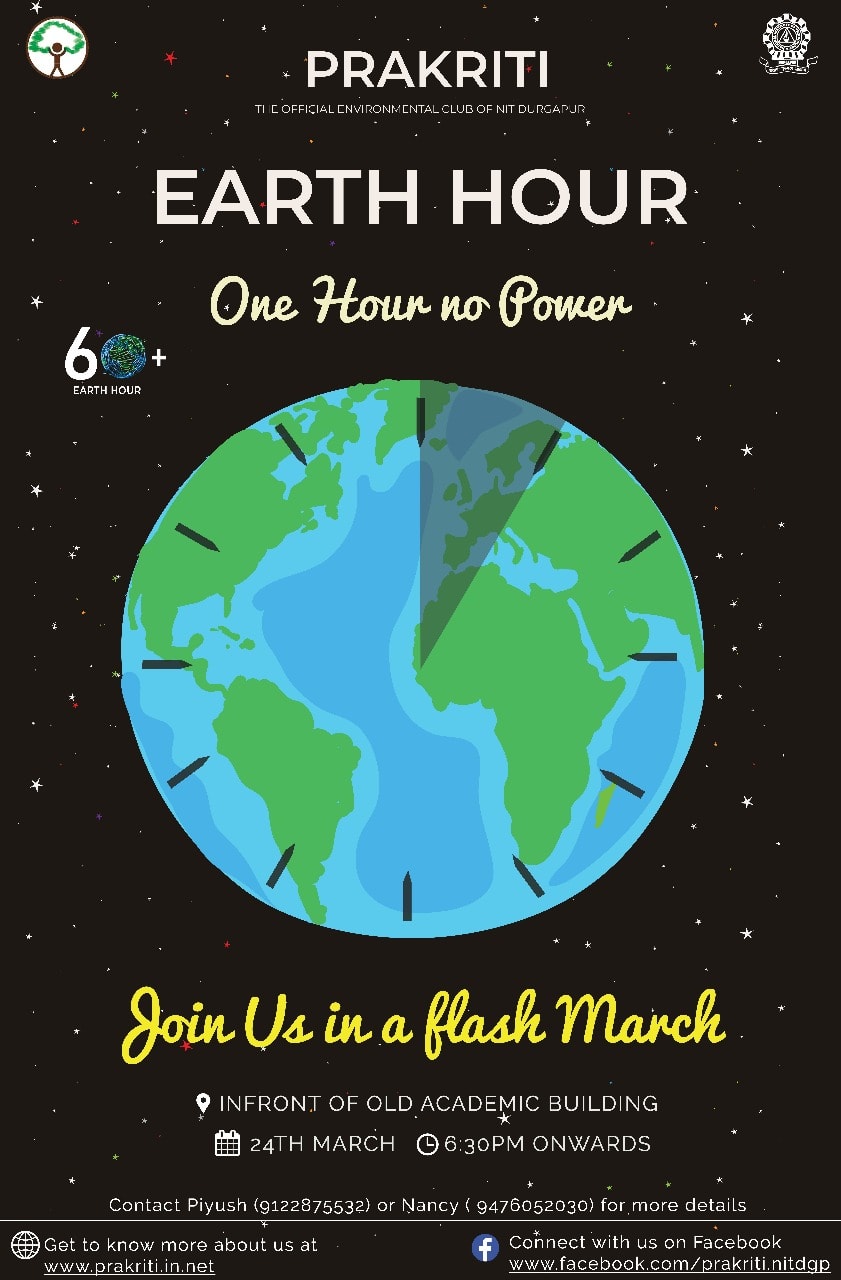 PRAKRITI
THE OFFICIAL ENVIRONMENTAL CLUB OF NIT DURGAPUR
EARTH HOUR
One Hour no Power
60+
EARTH HOUR
Join Us in a flash March
INFRONT OF OLD ACADEMIC BUILDING
24TH MARCH 6:30PM ONWARDS
Contact Piyush (9122875532) or Nancy ( 9476052030) for more details
Get to know more about us at
www.prakriti.in.net
Connect with us on Facebook
www.facebook.com/prakriti.nitdgp